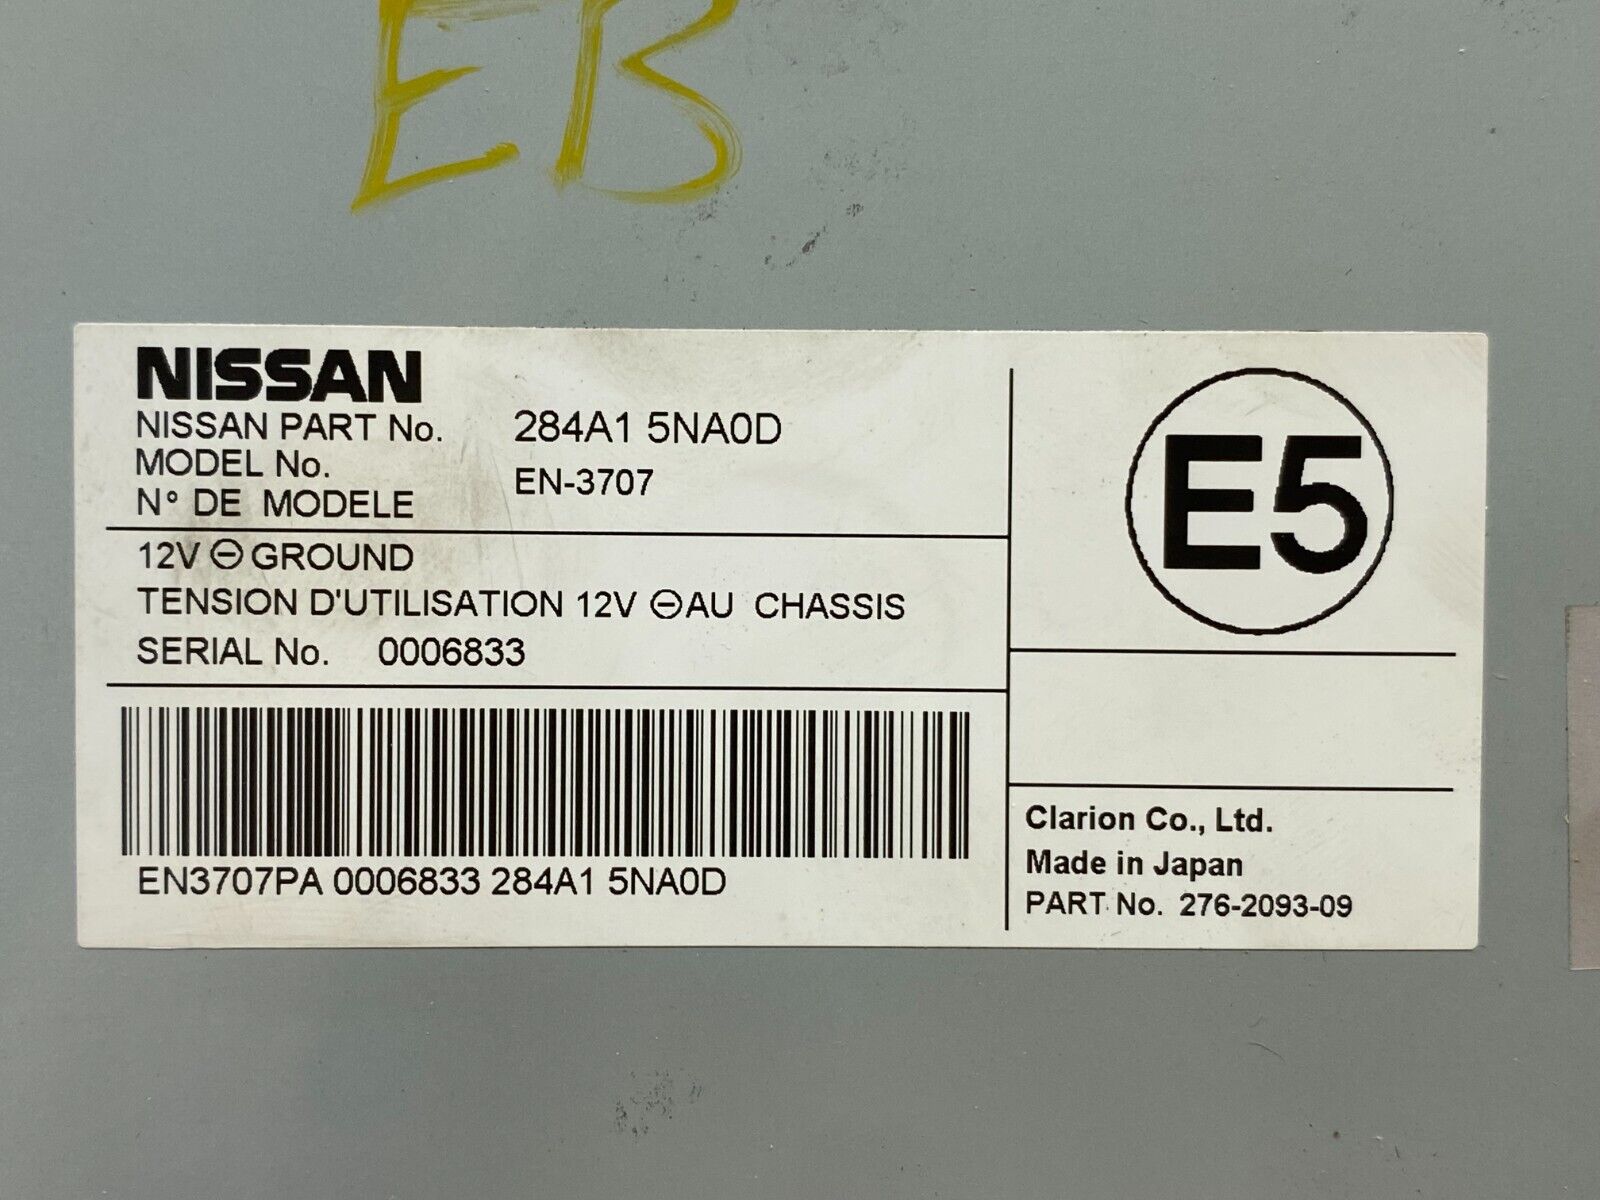 EB
NISSAN
NISSAN PART No. 284A1 5NA0D
MODEL No.
N° DE MODELE EN-3707
12V ⊖ GROUND
TENSION D'UTILISATION 12V ⊖ AU CHASSIS
SERIAL No. 0006833
EN3707PA 0006833 284A1 5NA0D
E5
Clarion Co., Ltd.
Made in Japan
PART No. 276-2093-09